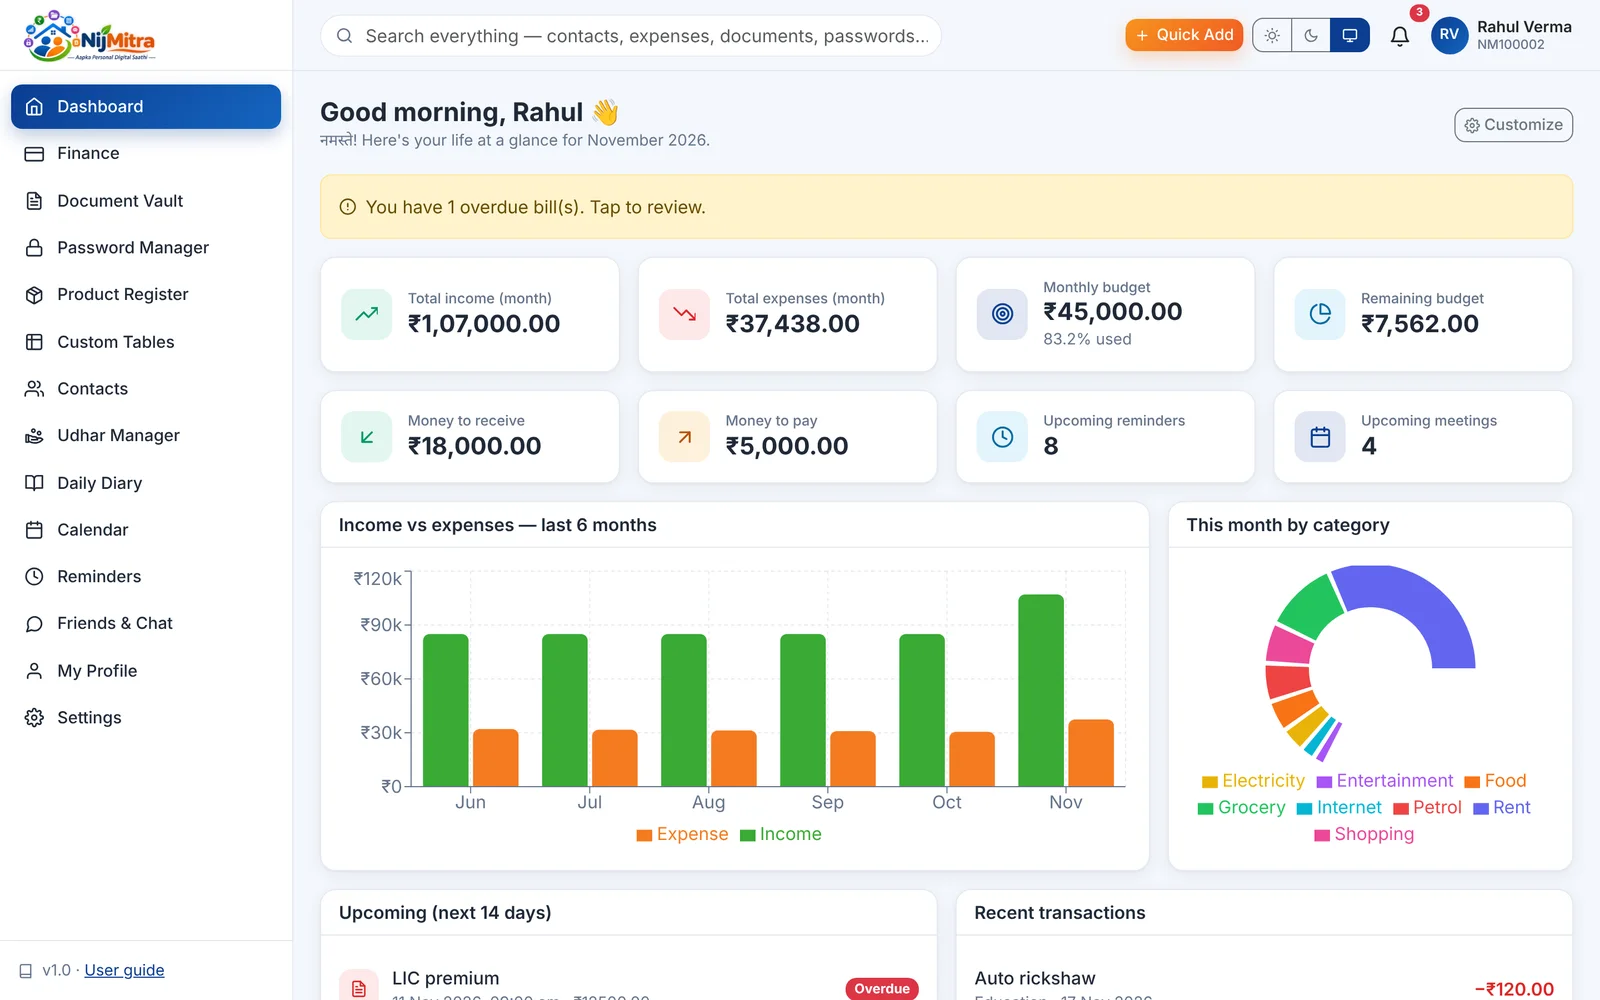 NijMitra
Aapka Personal Digital Saathi
Search everything — contacts, expenses, documents, passwords...
+ Quick Add
3
RV
Rahul Verma
NM100002
Dashboard
Finance
Document Vault
Password Manager
Product Register
Custom Tables
Contacts
Udhar Manager
Daily Diary
Calendar
Reminders
Friends & Chat
My Profile
Settings
v1.0 · User guide
Good morning, Rahul 👋
नमस्ते! Here's your life at a glance for November 2026.
Customize
You have 1 overdue bill(s). Tap to review.
Total income (month)
₹1,07,000.00
Total expenses (month)
₹37,438.00
Monthly budget
₹45,000.00
83.2% used
Remaining budget
₹7,562.00
Money to receive
₹18,000.00
Money to pay
₹5,000.00
Upcoming reminders
8
Upcoming meetings
4
Income vs expenses — last 6 months
₹120k
₹90k
₹60k
₹30k
₹0
Jun Jul Aug Sep Oct Nov
Expense Income
This month by category
Electricity Entertainment Food
Grocery Internet Petrol Rent
Shopping
Upcoming (next 14 days)
LIC premium
Overdue
Recent transactions
Auto rickshaw
−₹120.00